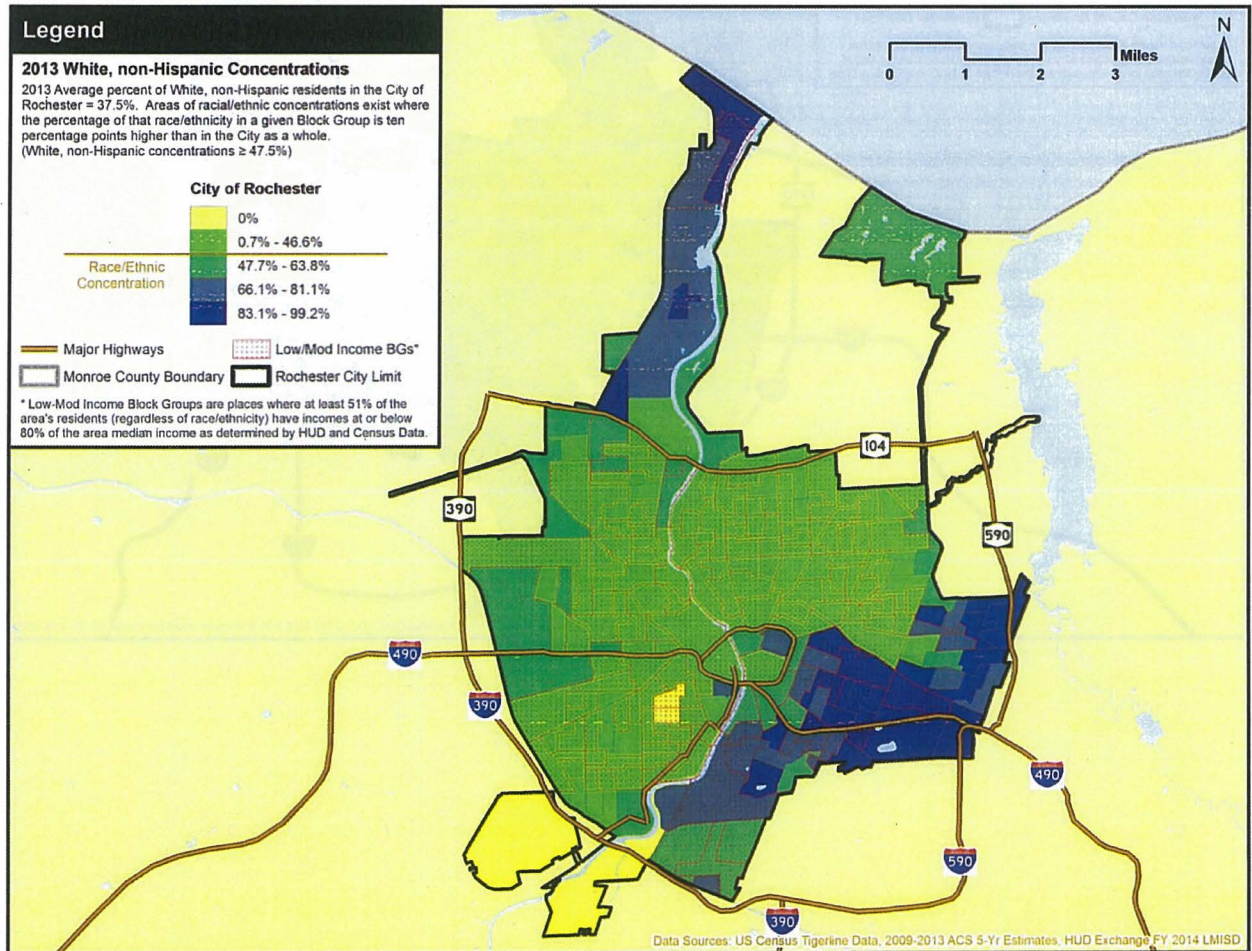 Legend
2013 White, non-Hispanic Concentrations
2013 Average percent of White, non-Hispanic residents in the City of
Rochester = 37.5%. Areas of racial/ethnic concentrations exist where
the percentage of that race/ethnicity in a given Block Group is ten
percentage points higher than in the City as a whole.
(White, non-Hispanic concentrations ≥ 47.5%)
City of Rochester
0%
0.7% - 46.6%
Race/Ethnic
Concentration
47.7% - 63.8%
66.1% - 81.1%
83.1% - 99.2%
Major Highways
Low/Mod Income BGs*
Monroe County Boundary
Rochester City Limit
* Low-Mod Income Block Groups are places where at least 51% of the
area's residents (regardless of race/ethnicity) have incomes at or below
80% of the area median income as determined by HUD and Census Data.
N
Miles
0 1 2 3
104
390
590
490
390
490
590
390
Data Sources: US Census Tigerline Data, 2009-2013 ACS 5-Yr Estimates, HUD Exchange FY 2014 LMISD